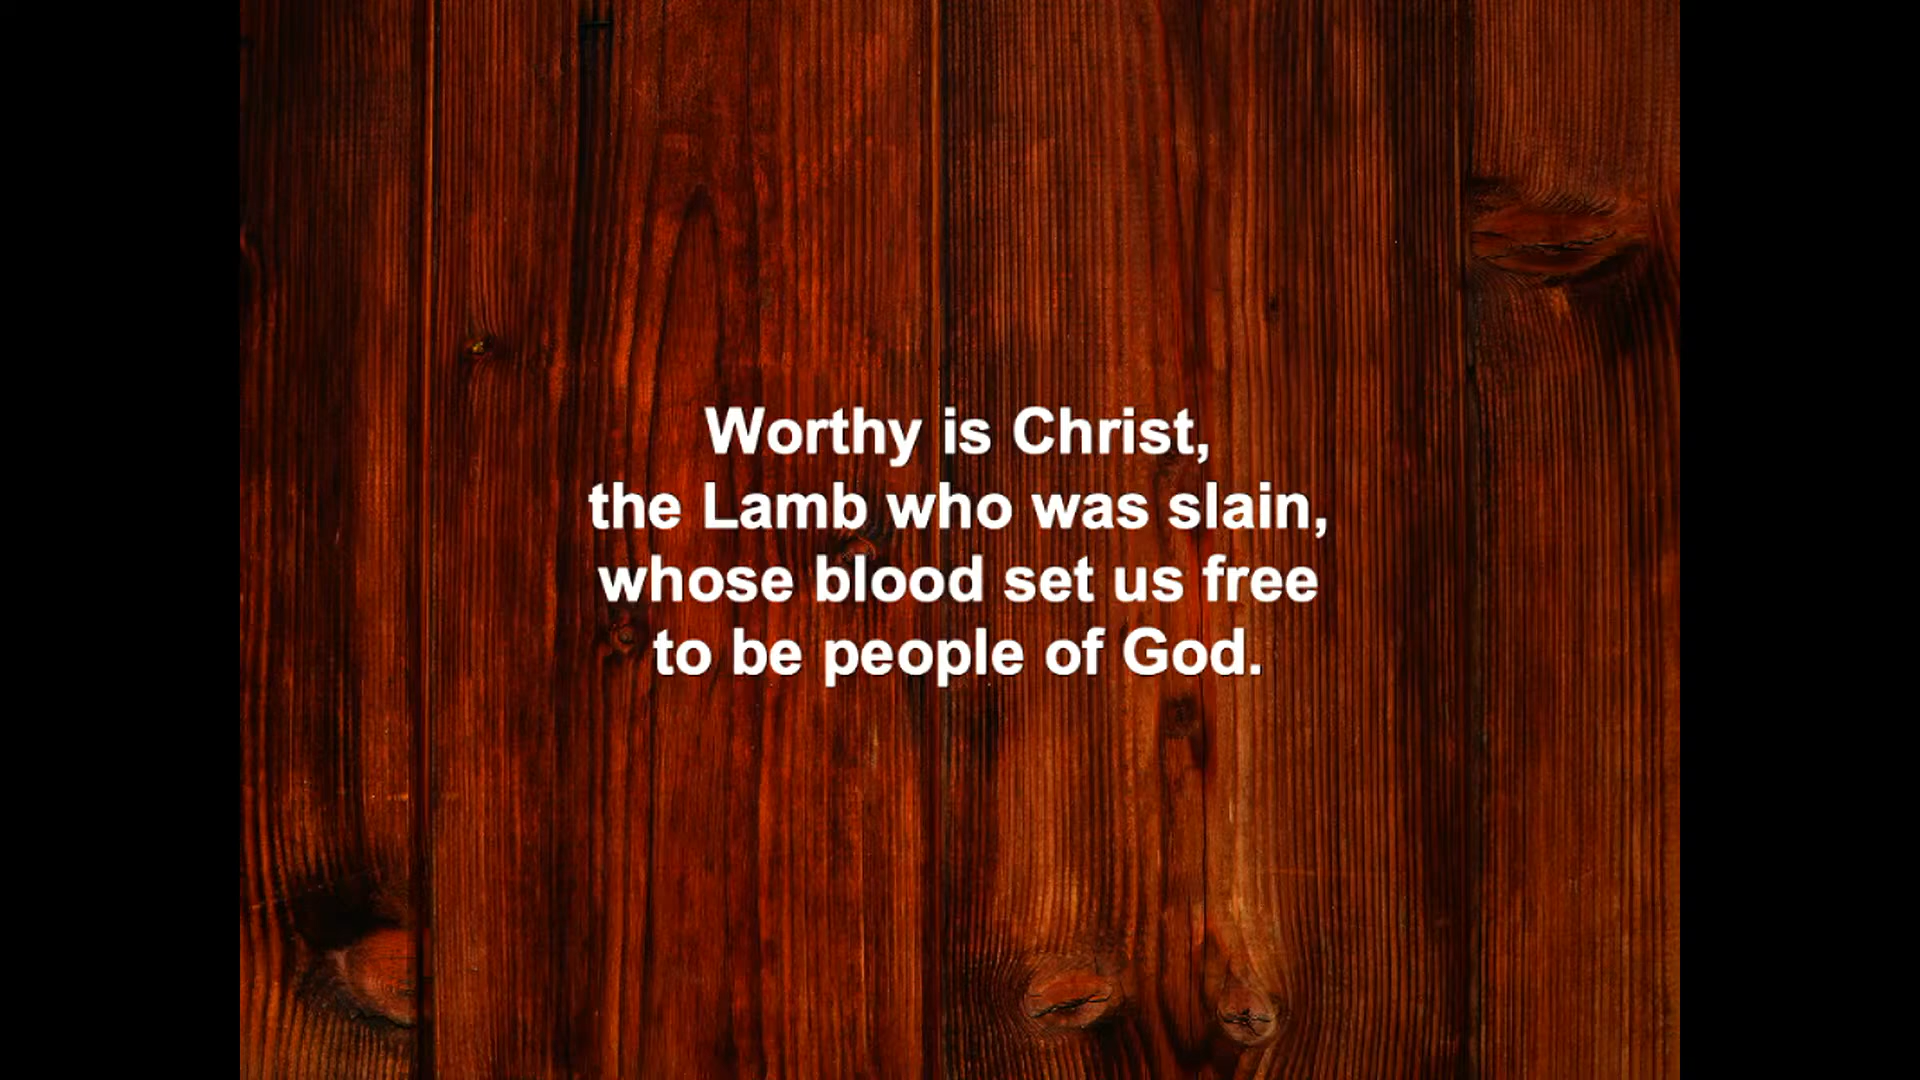 Worthy is Christ,
the Lamb who was slain,
whose blood set us free
to be people of God.